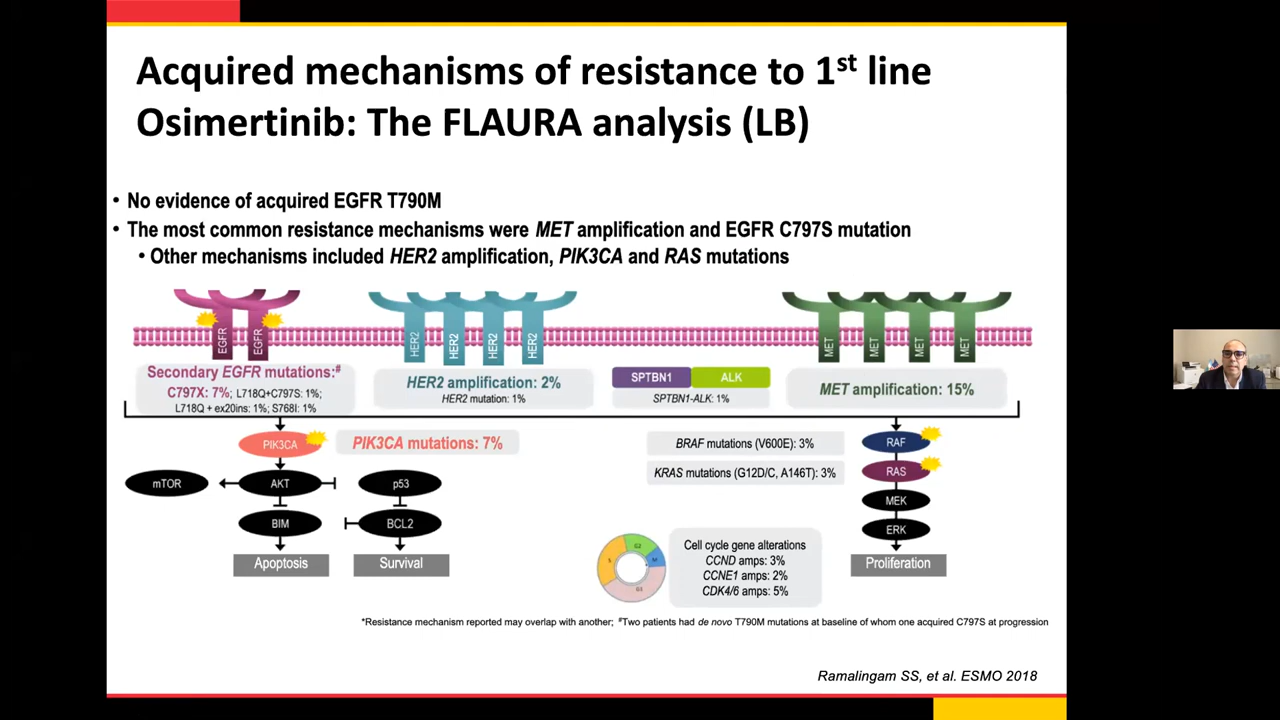 Acquired mechanisms of resistance to 1st line
Osimertinib: The FLAURA analysis (LB)
• No evidence of acquired EGFR T790M
• The most common resistance mechanisms were MET amplification and EGFR C797S mutation
• Other mechanisms included HER2 amplification, PIK3CA and RAS mutations
EGFR
EGFR
HER2
HER2
HER2
HER2
MET
MET
MET
MET
Secondary EGFR mutations:#
C797X: 7%; L718Q+C797S: 1%;
L718Q + ex20ins: 1%; S768I: 1%
HER2 amplification: 2%
HER2 mutation: 1%
SPTBN1 ALK
SPTBN1-ALK: 1%
MET amplification: 15%
PIK3CA
PIK3CA mutations: 7%
BRAF mutations (V600E): 3%
RAF
KRAS mutations (G12D/C, A146T): 3%
RAS
mTOR
AKT
p53
MEK
BIM
BCL2
ERK
Apoptosis
Survival
Proliferation
S
G2
Cell cycle gene alterations
CCND amps: 3%
CCNE1 amps: 2%
CDK4/6 amps: 5%
*Resistance mechanism reported may overlap with another; #Two patients had de novo T790M mutations at baseline of whom one acquired C797S at progression
Ramalingam SS, et al. ESMO 2018